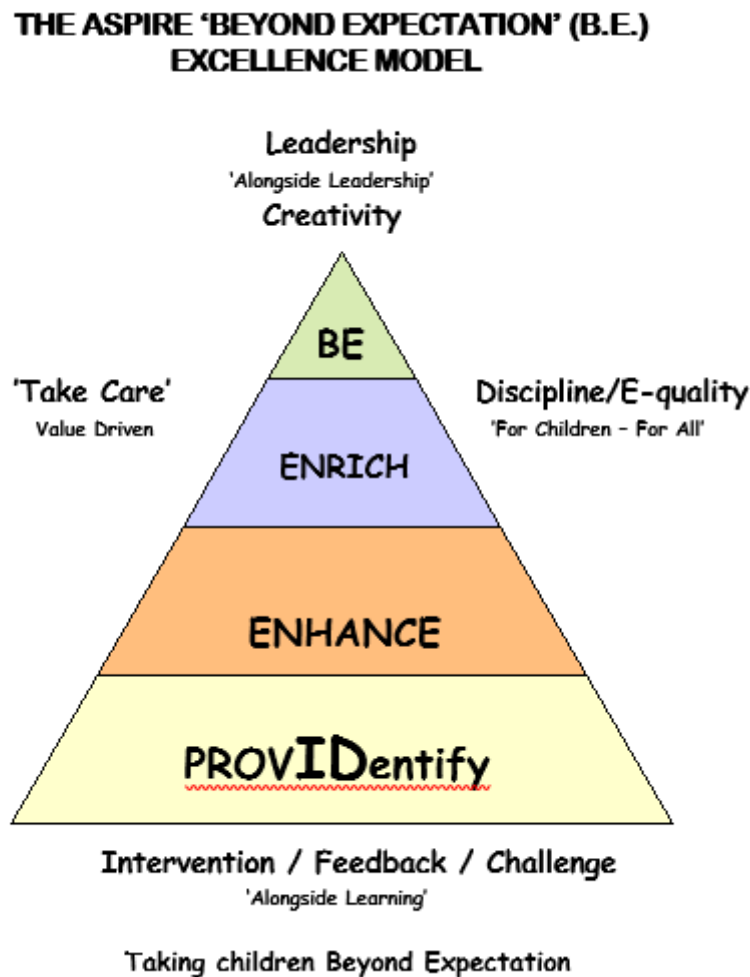 THE ASPIRE ‘BEYOND EXPECTATION’ (B.E.)
EXCELLENCE MODEL
Leadership
‘Alongside Leadership’
Creativity
BE
‘Take Care’
Value Driven
Discipline/E-quality
‘For Children – For All’
ENRICH
ENHANCE
PROVIDentify
Intervention / Feedback / Challenge
‘Alongside Learning’
Taking children Beyond Expectation